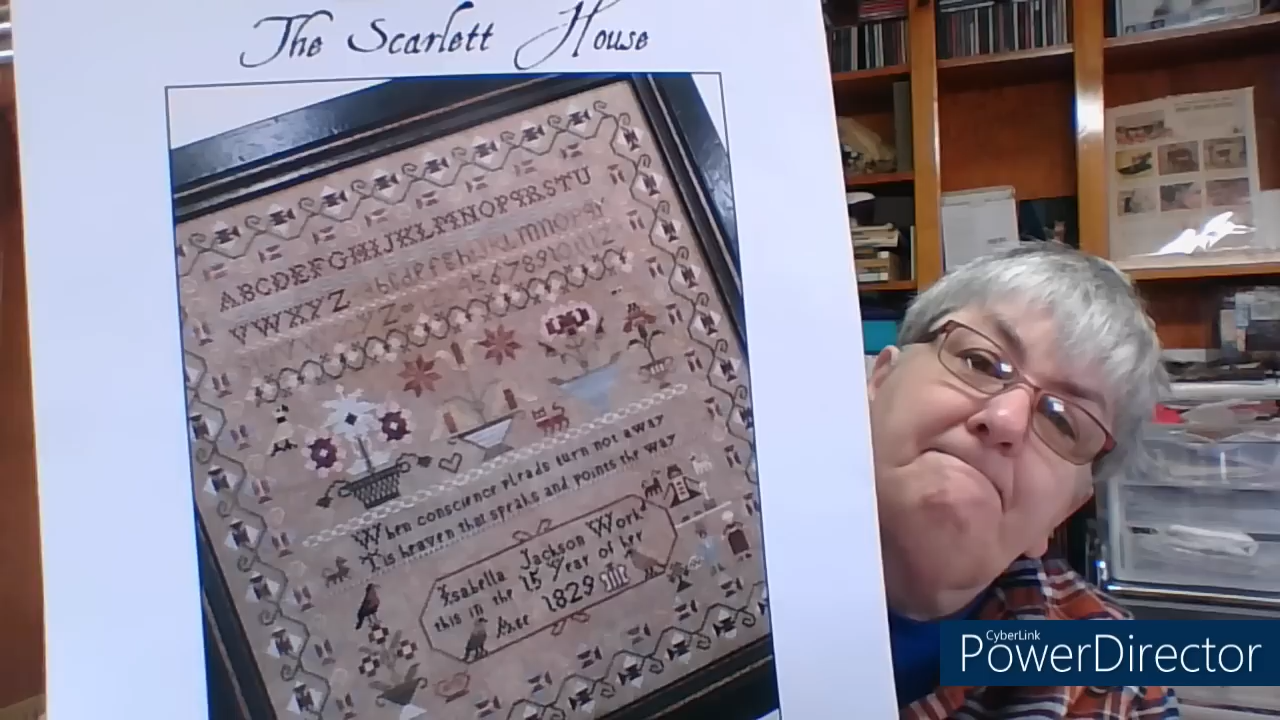 The Scarlett House
ABCDEFGHIJKLMNOPQRSTU
VWXYZ
When conscience pleads turn not away
T'is heaven that speaks and points the way
Isabella Jackson Work
this in the 15 Year of her
Age 1829
CyberLink
PowerDirector